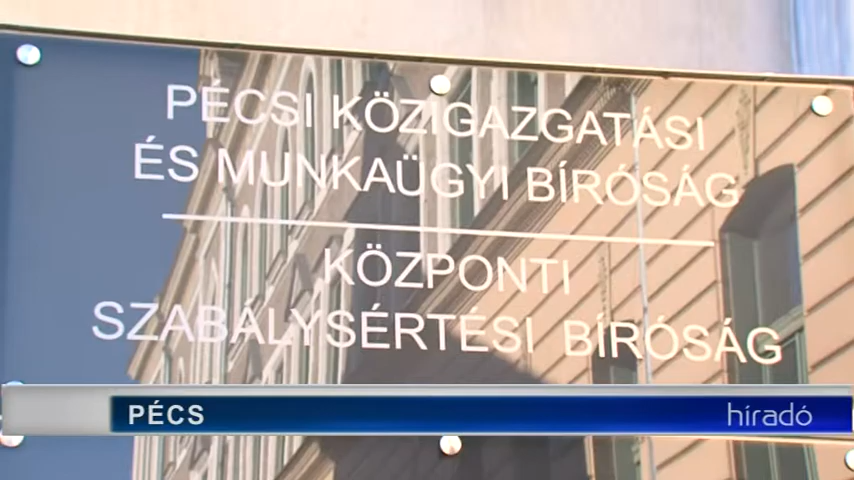 PÉCSI KÖZIGAZGATÁSI
ÉS MUNKAÜGYI BÍRÓSÁG
KÖZPONTI
SZABÁLYSÉRTÉSI BÍRÓSÁG
PÉCS
híradó